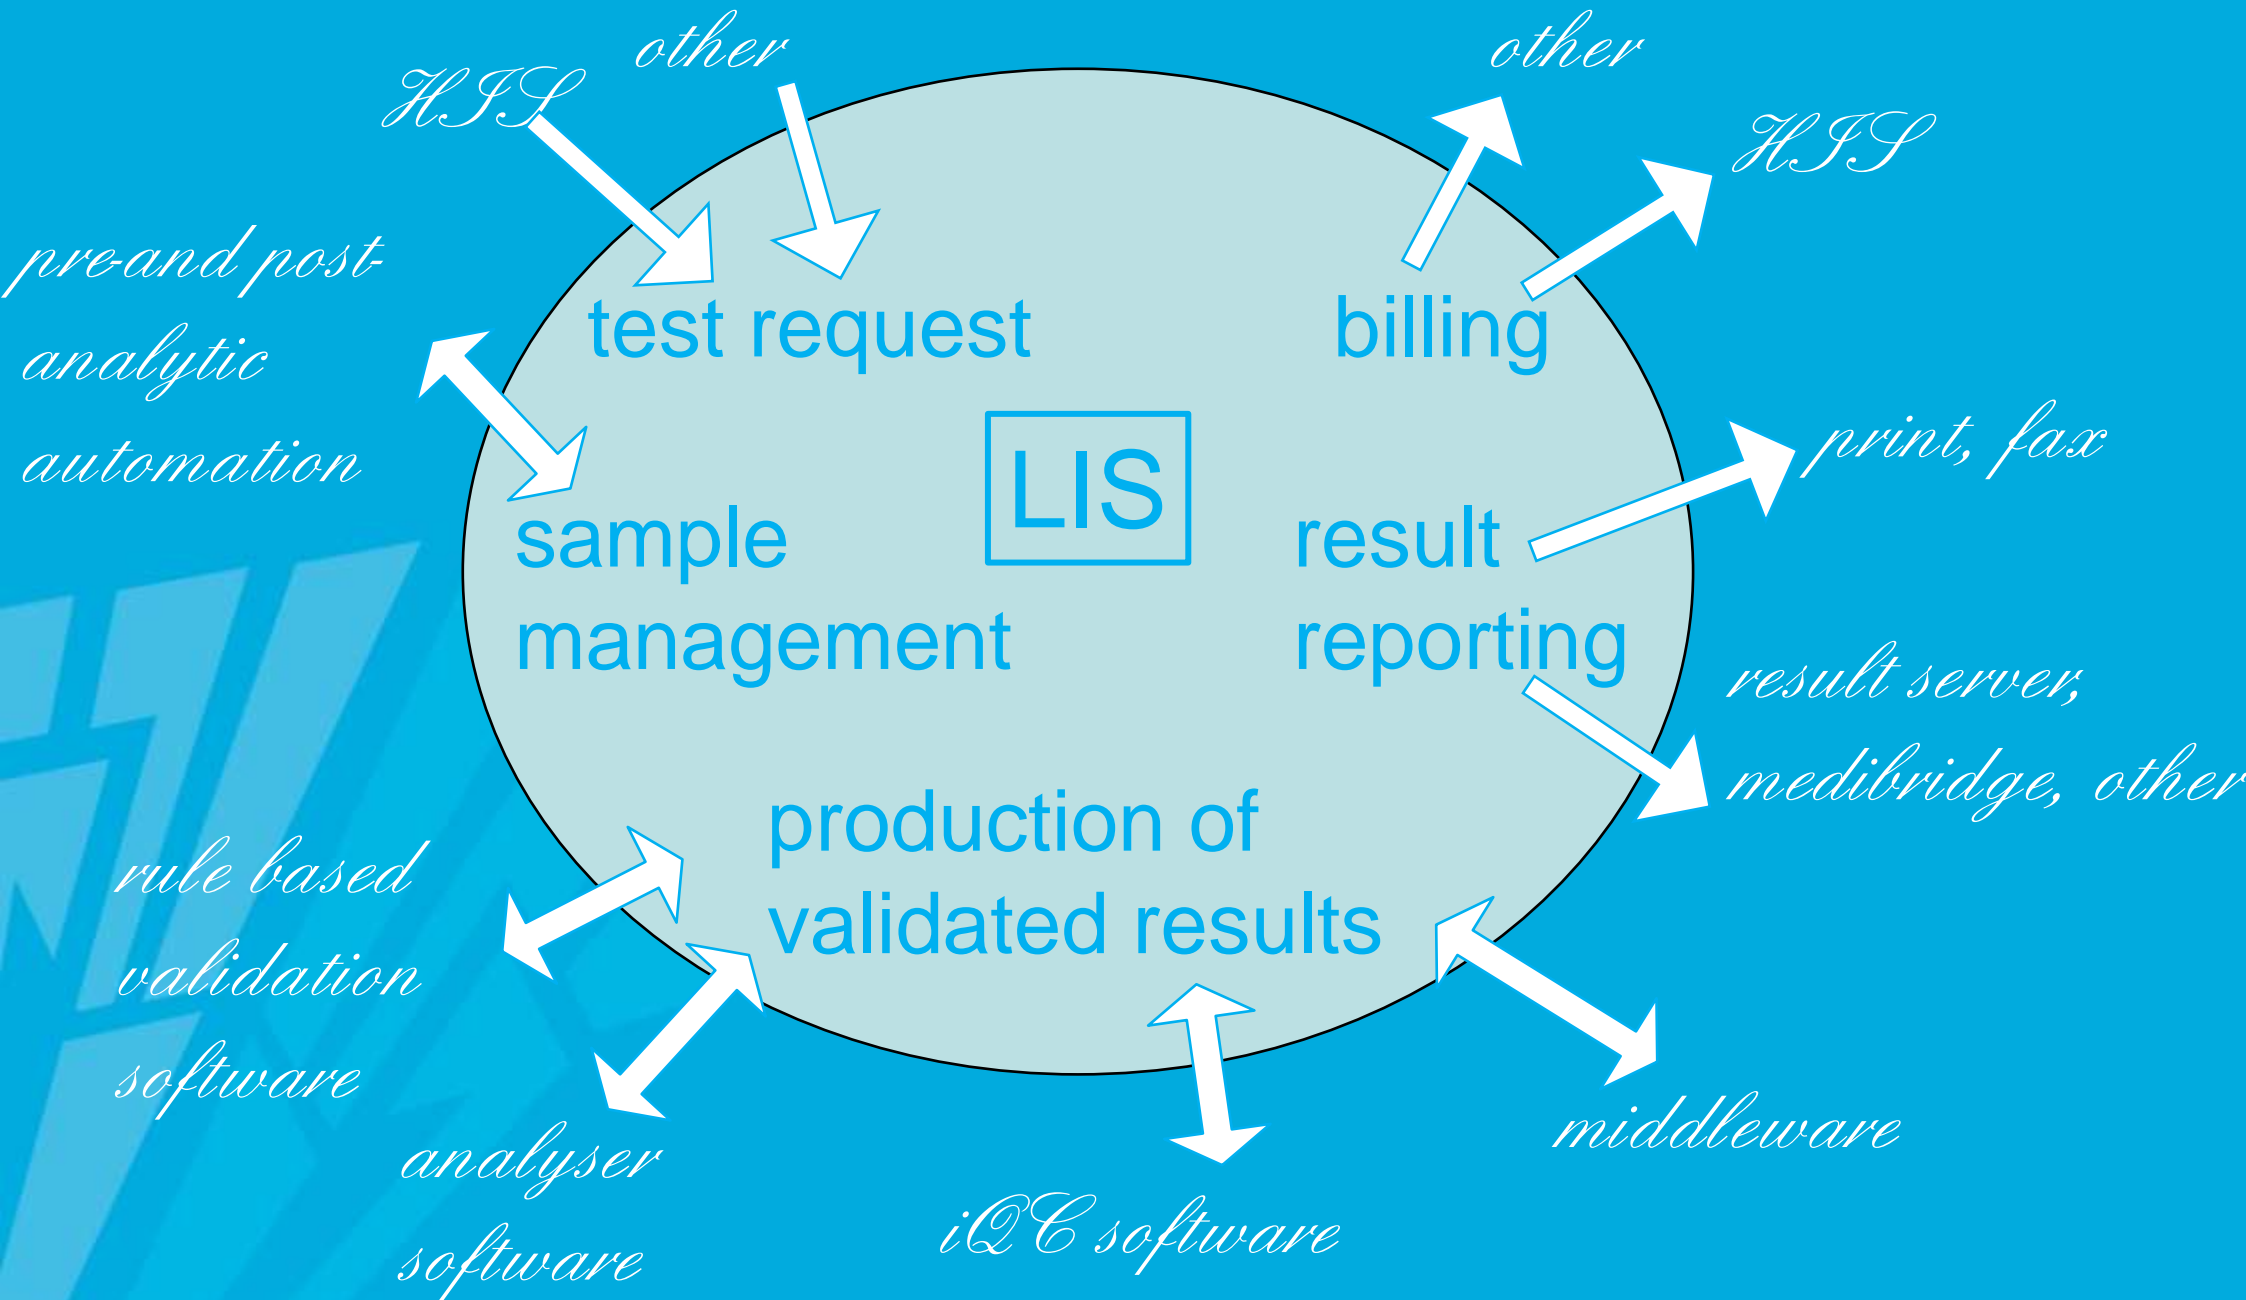 other
other
HIS
HIS
pre-and post-
analytic
automation
test request
billing
LIS
print, fax
sample
management
result
reporting
result server,
medibridge, other
production of
validated results
rule based
validation
software
analyser
software
iQC software
middleware